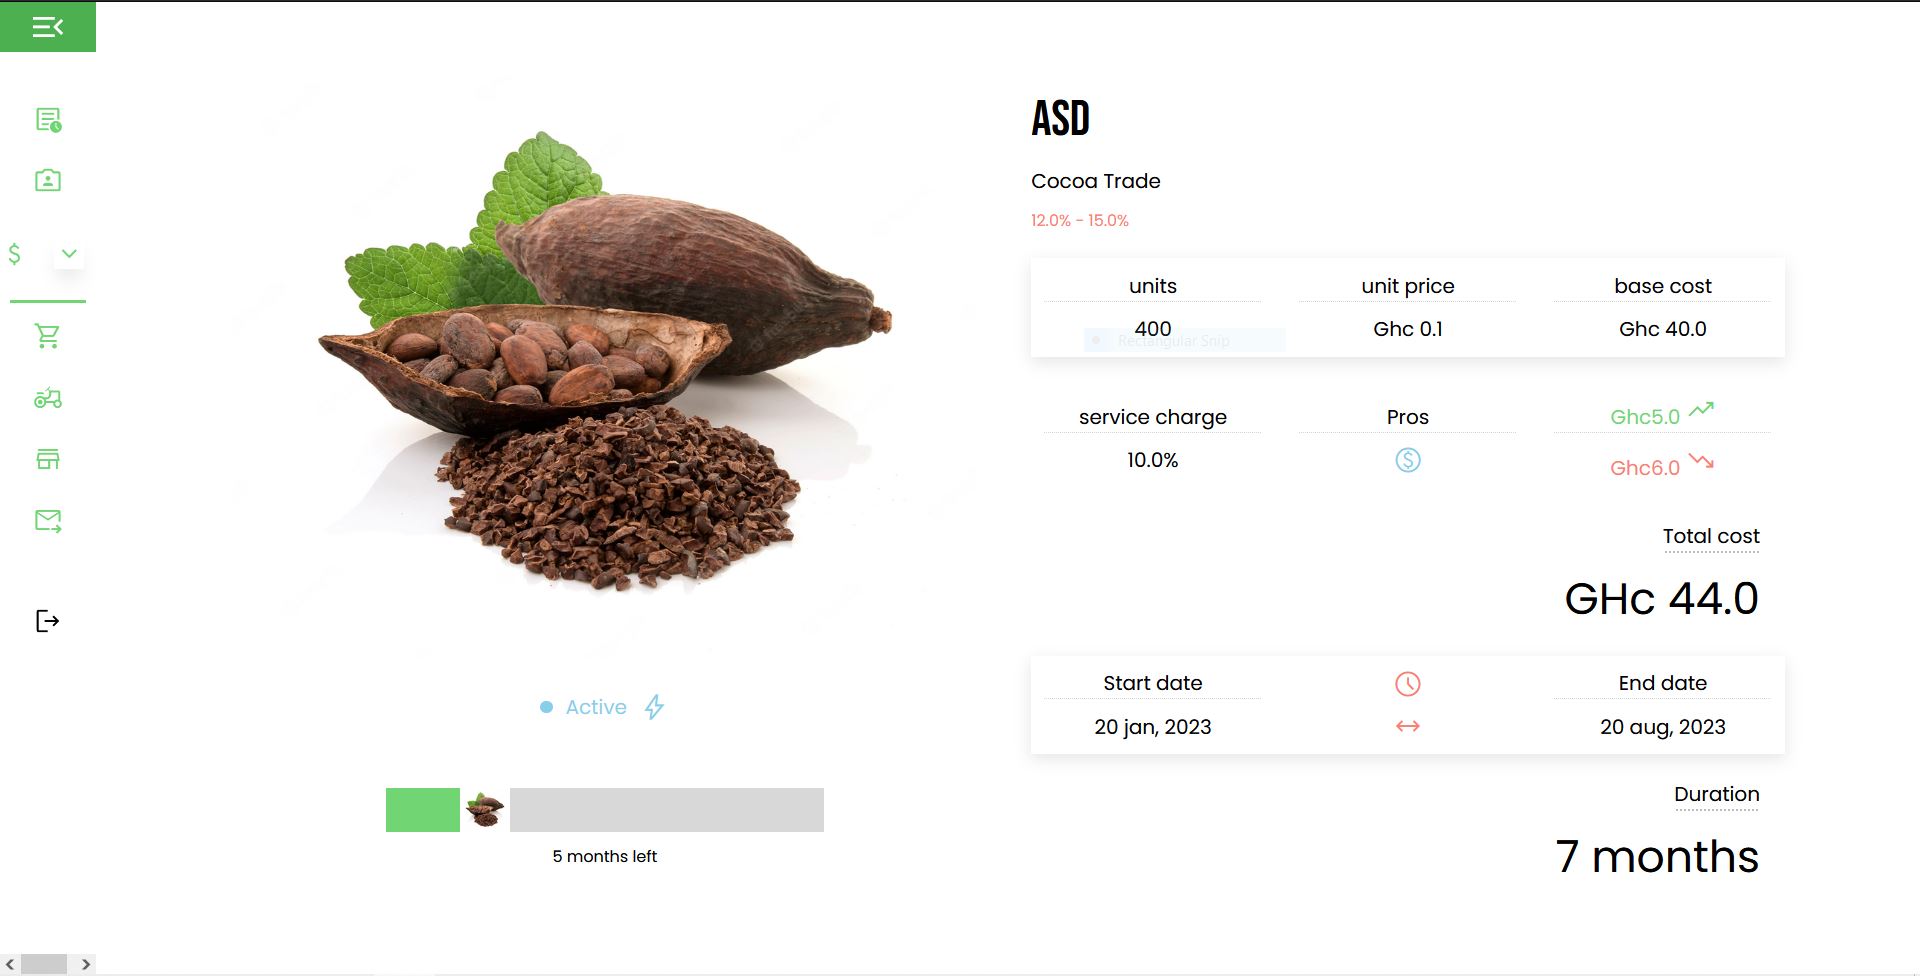 ASD
Cocoa Trade
12.0% - 15.0%
units unit price base cost
400 Ghc 0.1 Ghc 40.0
Rectangular Snip
service charge Pros Ghc5.0
10.0% Ghc6.0
Total cost
GHc 44.0
Start date End date
20 jan, 2023 20 aug, 2023
Duration
7 months
Active
5 months left